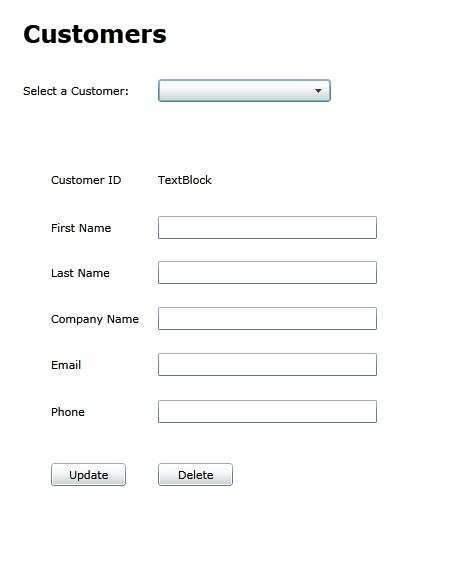 Customers
Select a Customer:
Customer ID TextBlock
First Name
Last Name
Company Name
Email
Phone
Update Delete